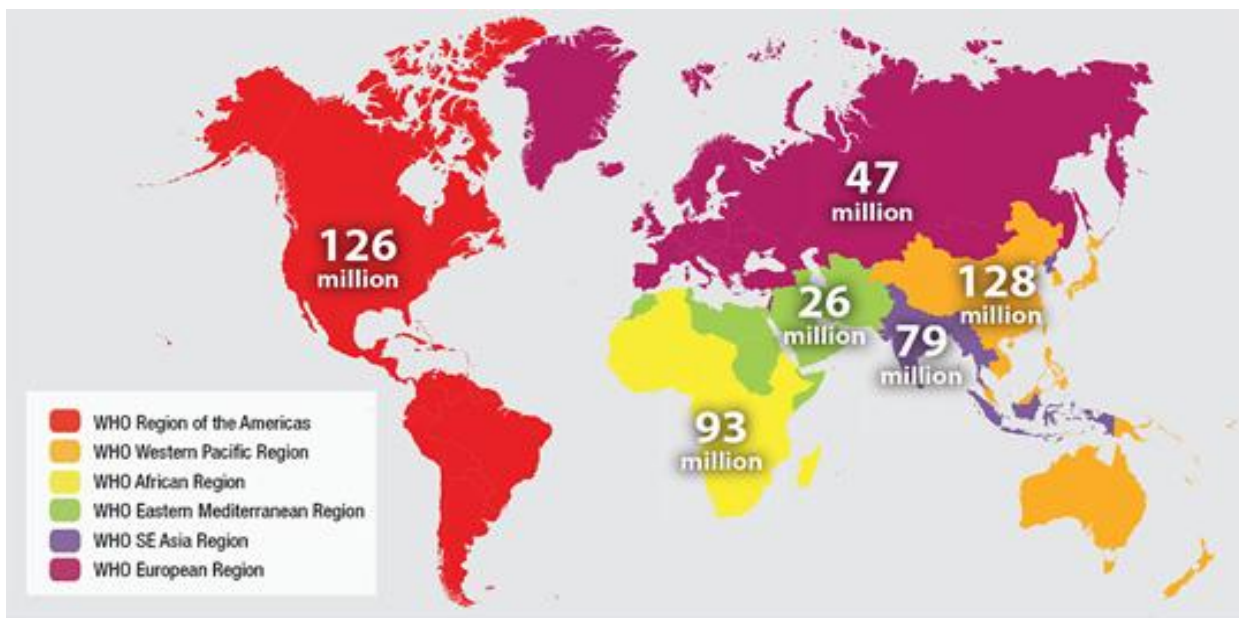 47
million
126
million
128
million
26
million
79
million
93
million
WHO Region of the Americas
WHO Western Pacific Region
WHO African Region
WHO Eastern Mediterranean Region
WHO SE Asia Region
WHO European Region